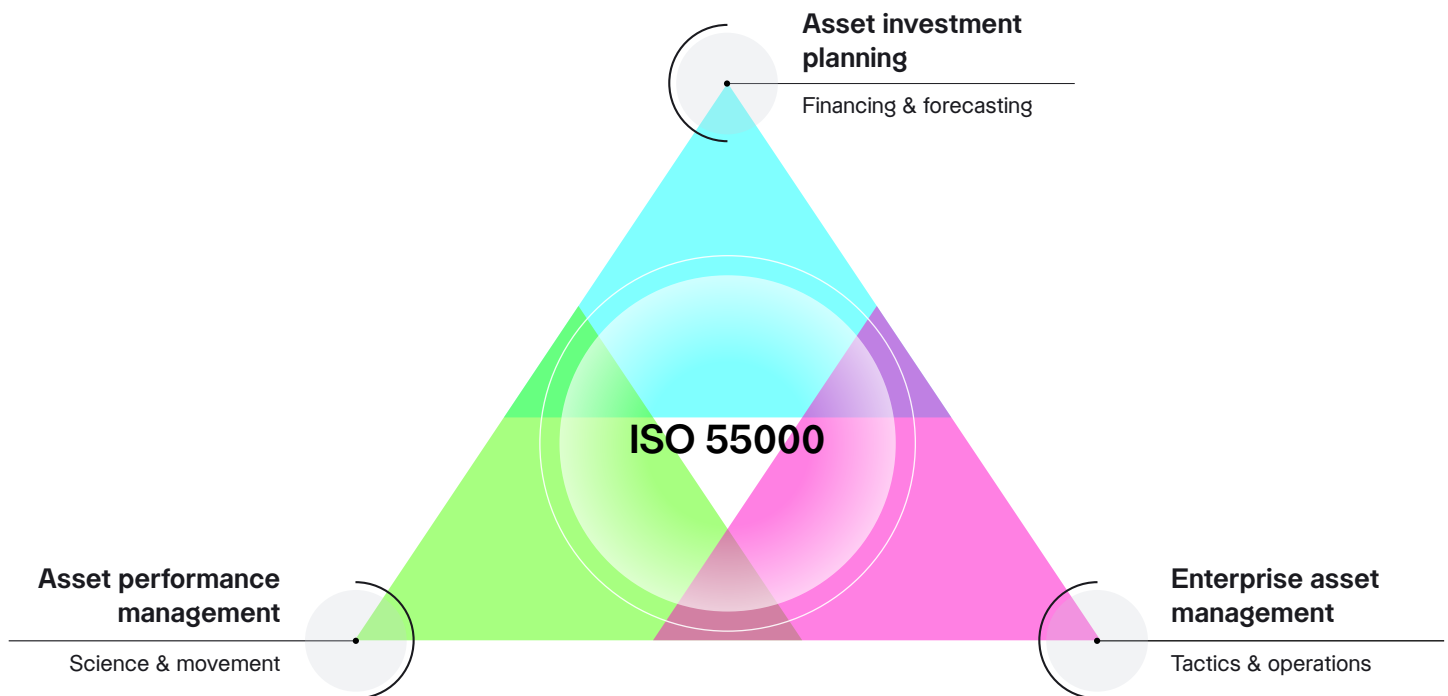 Asset investment
planning
Financing & forecasting
ISO 55000
Asset performance
management
Science & movement
Enterprise asset
management
Tactics & operations